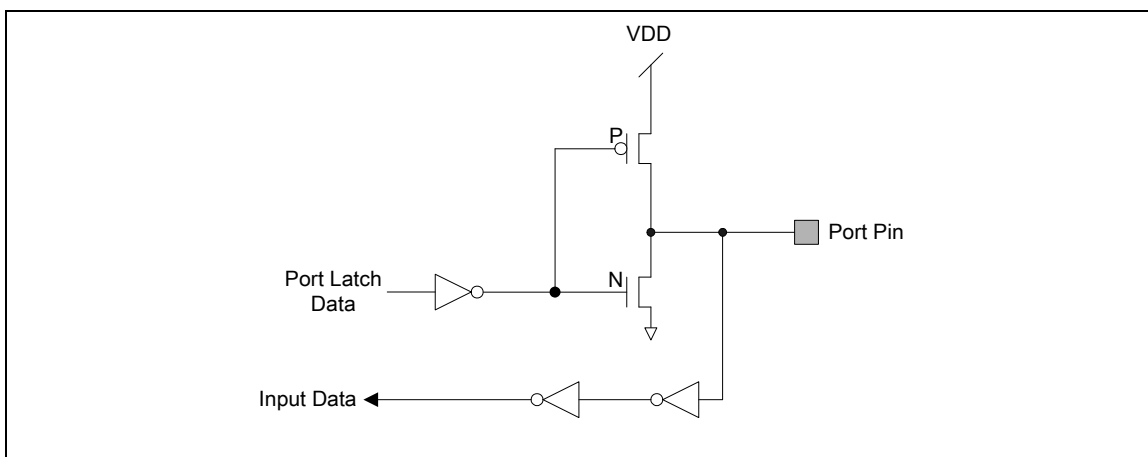 VDD
P
Port Pin
N
Port Latch
Data
Input Data